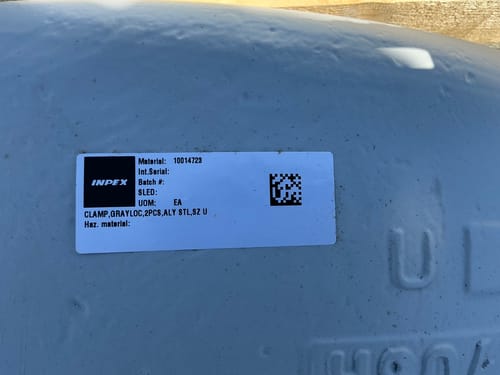 INPEX
Material: 10014723
Int.Serial:
Batch #:
SLED:
UOM: EA
CLAMP,GRAYLOC,2PCS,ALY STL,SZ U
Haz. material:
U